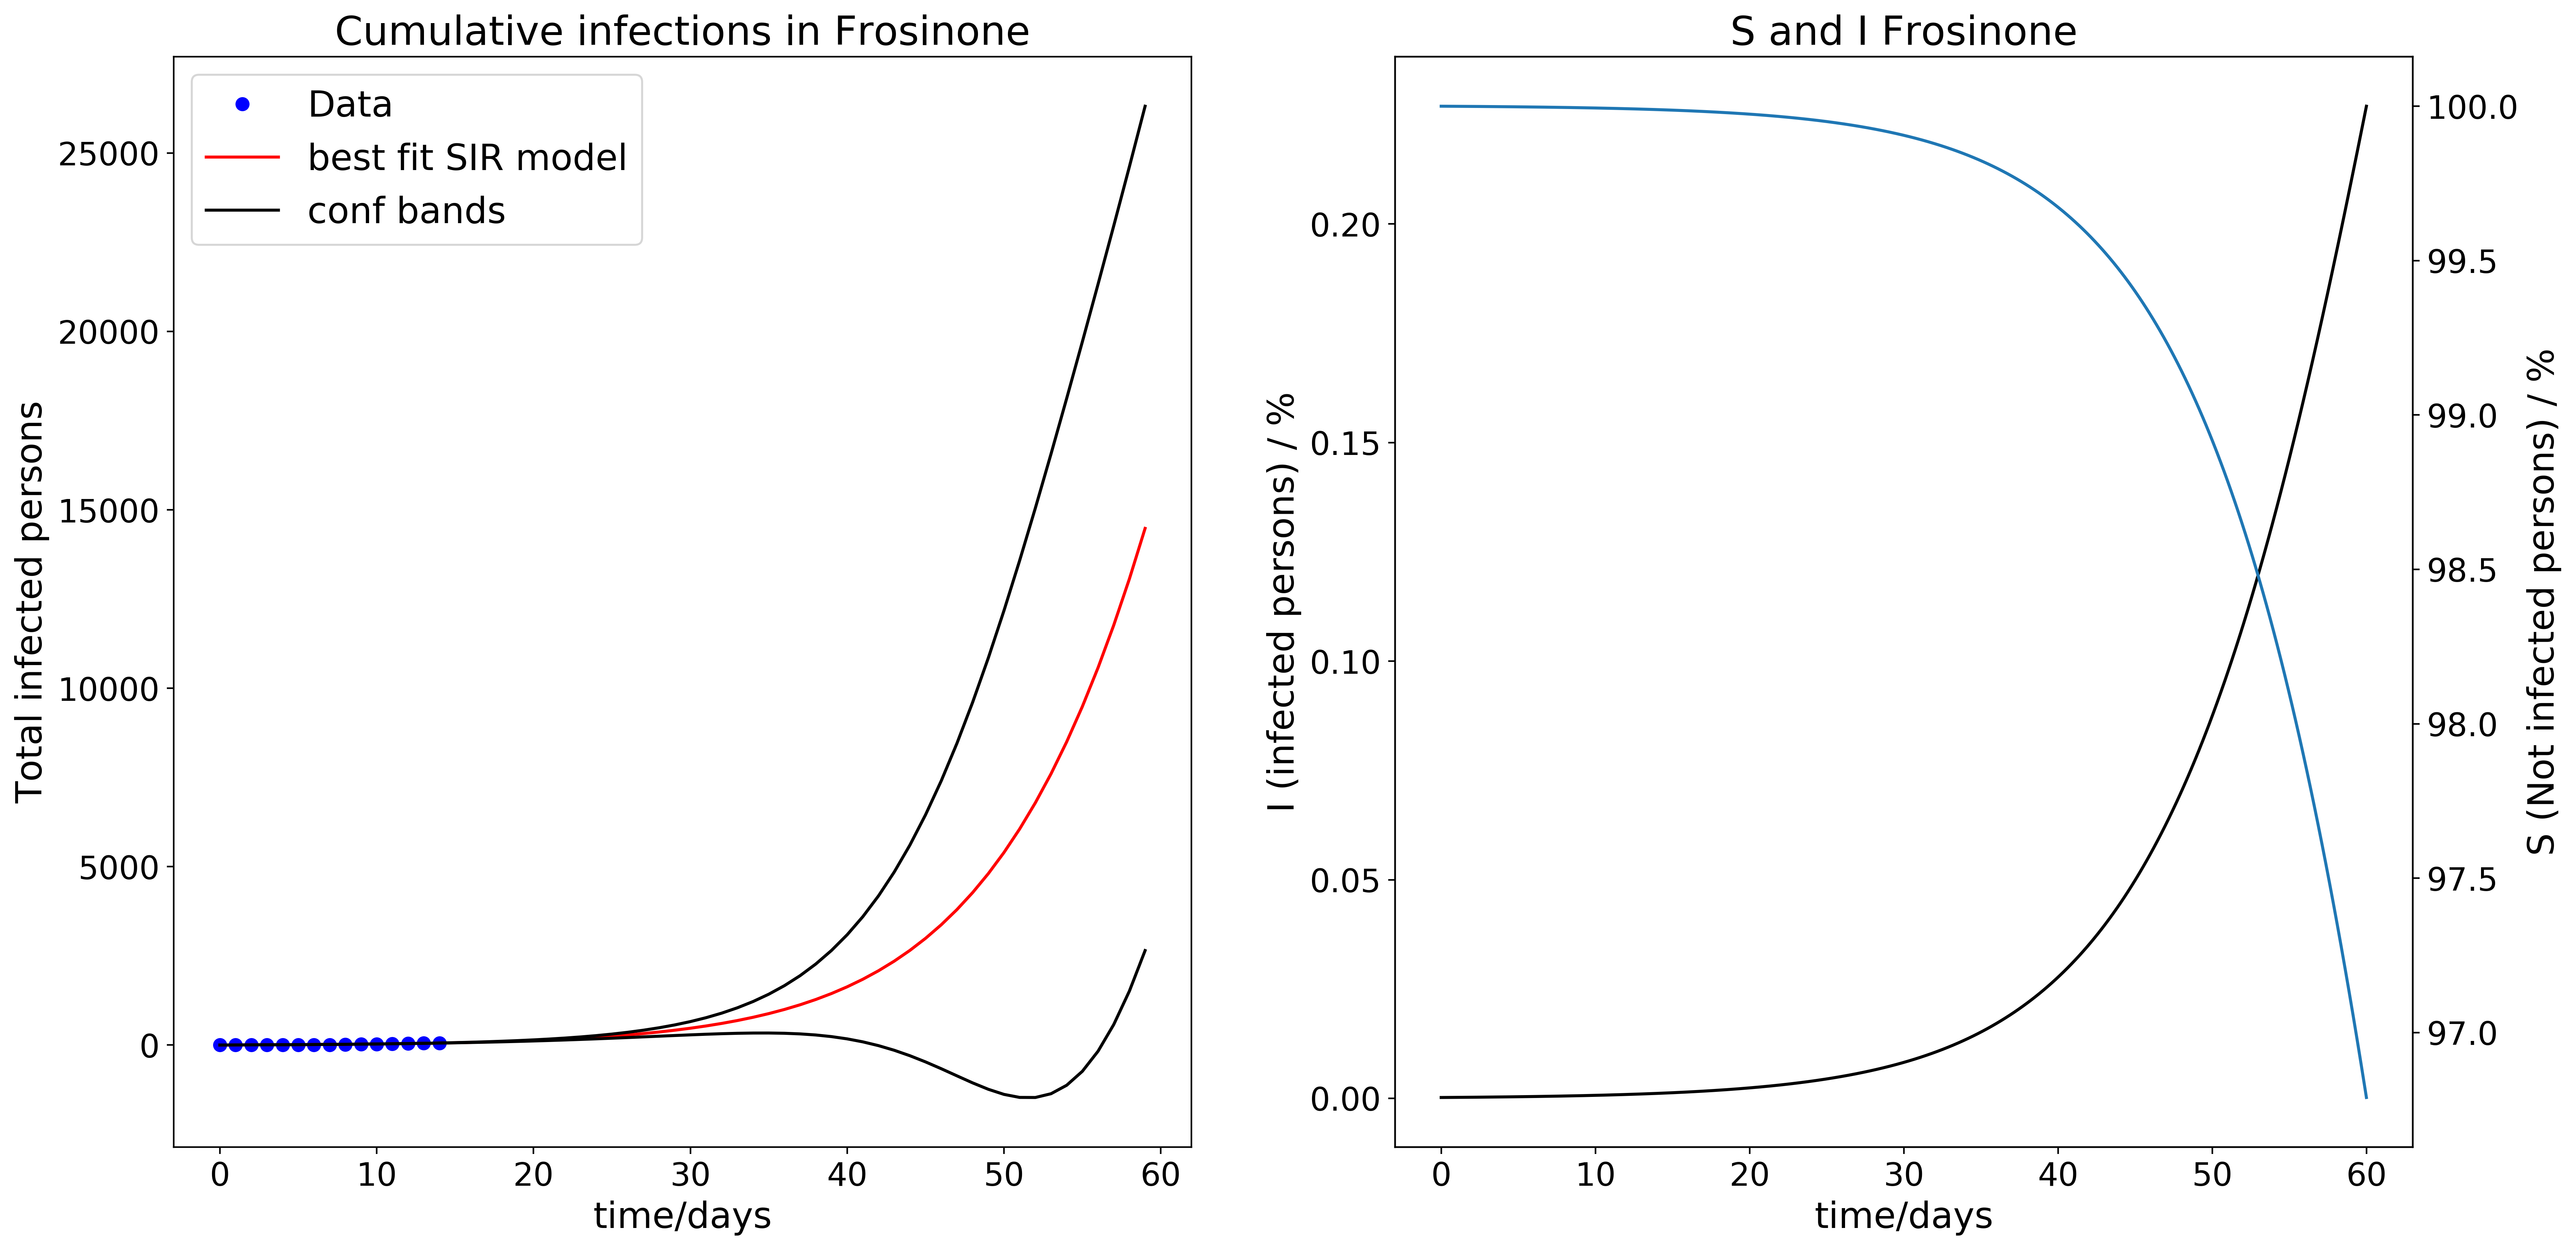 Cumulative infections in Frosinone
Data
best fit SIR model
conf bands
Total infected persons
25000
20000
15000
10000
5000
0
0 10 20 30 40 50 60
time/days
S and I Frosinone
I (infected persons) / %
0.20
0.15
0.10
0.05
0.00
100.0
99.5
99.0
98.5
98.0
97.5
97.0
S (Not infected persons) / %
0 10 20 30 40 50 60
time/days